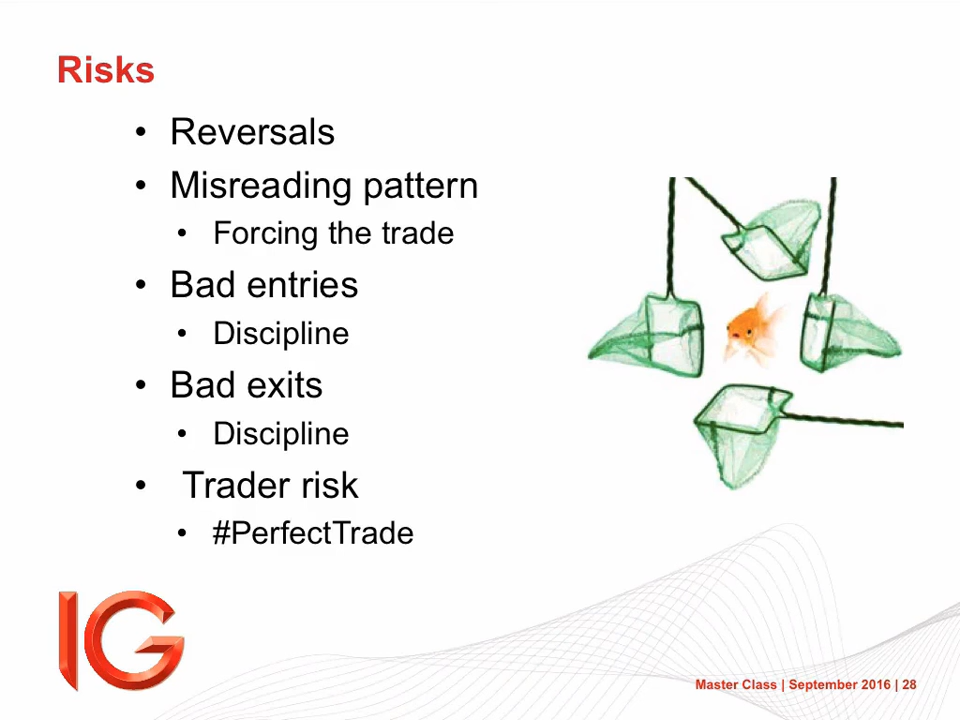 Risks
• Reversals
• Misreading pattern
• Forcing the trade
• Bad entries
• Discipline
• Bad exits
• Discipline
• Trader risk
• #PerfectTrade
IG
Master Class | September 2016 | 28